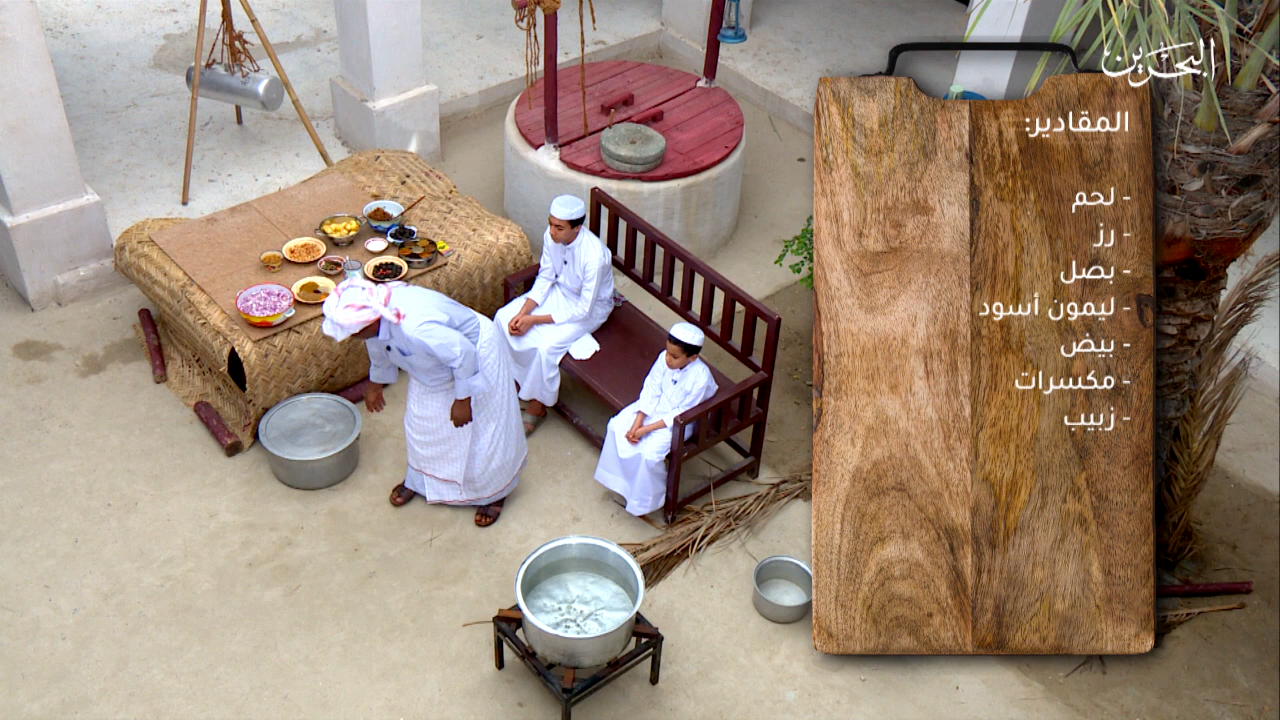 البحرين
المقادير:
- لحم
- رز
- بصل
- ليمون أسود
- بيض
- مكسرات
- زبيب